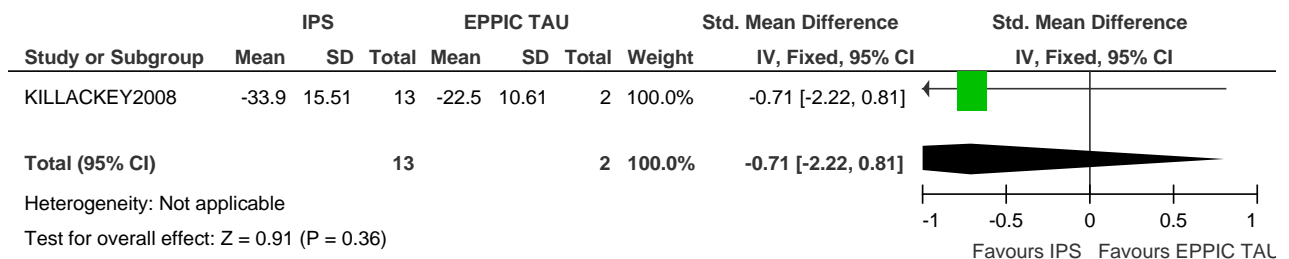 IPS EPPIC TAU Std. Mean Difference Std. Mean Difference
Study or Subgroup Mean SD Total Mean SD Total Weight IV, Fixed, 95% CI IV, Fixed, 95% CI
KILLACKEY2008 -33.9 15.51 13 -22.5 10.61 2 100.0% -0.71 [-2.22, 0.81]
Total (95% CI) 13 2 100.0% -0.71 [-2.22, 0.81]
Heterogeneity: Not applicable
Test for overall effect: Z = 0.91 (P = 0.36)
-1 -0.5 0 0.5 1
Favours IPS Favours EPPIC TAU